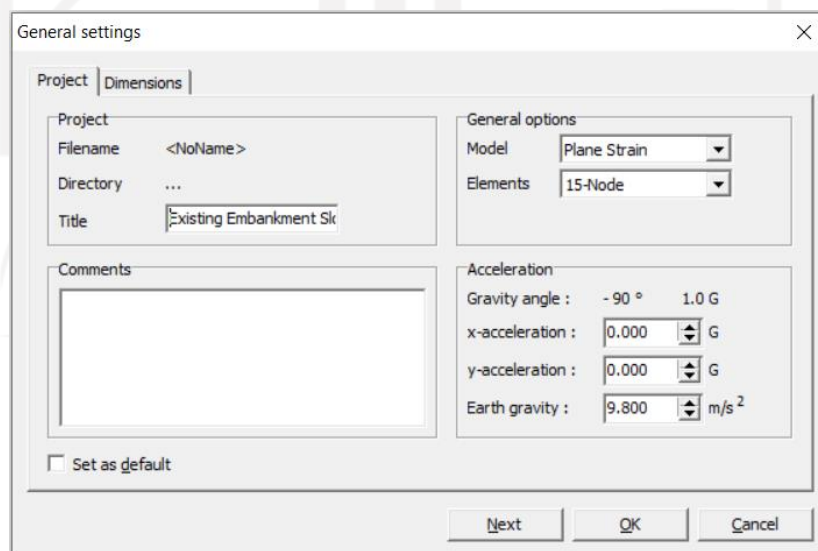 General settings
Project
Dimensions
Project
Filename <NoName>
Directory ...
Title Existing Embankment
Comments
Set as default
General options
Model Plane Strain
Elements 15-Node
Acceleration
Gravity angle : - 90 ° 1.0 G
x-acceleration : 0.000 G
y-acceleration : 0.000 G
Earth gravity : 9.800 m/s²
Next
OK
Cancel